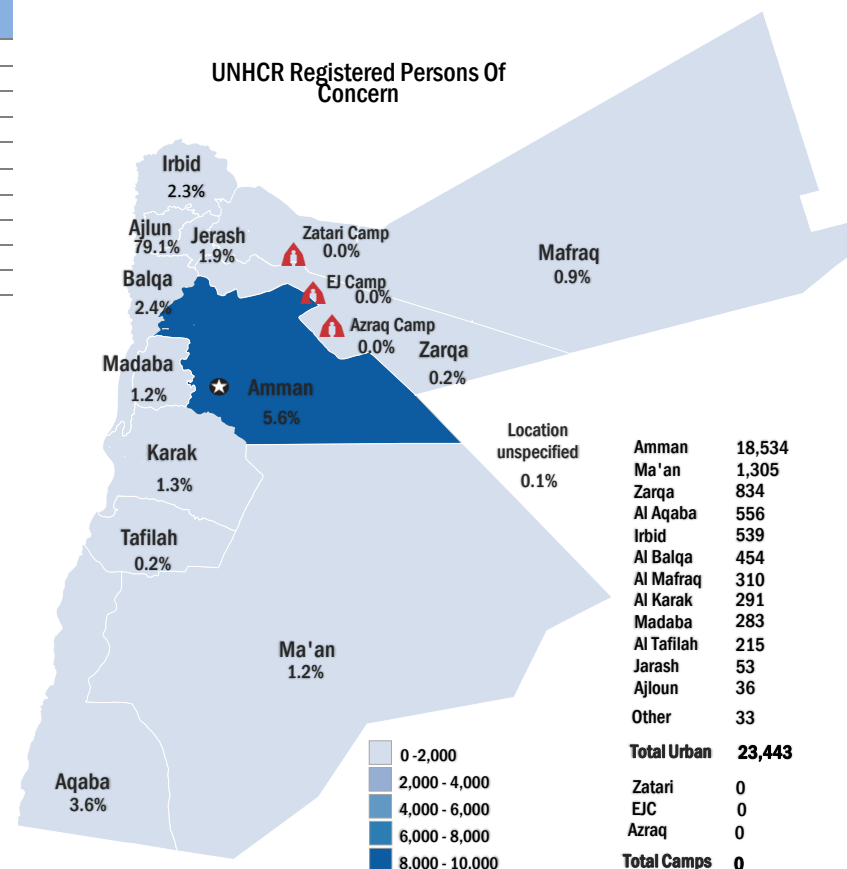 UNHCR Registered Persons Of
Concern
Irbid
2.3%
Ajlun
79.1%
Jerash
1.9%
Zatari Camp
0.0%
Mafraq
0.9%
Balqa
2.4%
EJ Camp
0.0%
Azraq Camp
0.0%
Zarqa
0.2%
Madaba
1.2%
Amman
5.6%
Location
unspecified
0.1%
Karak
1.3%
Tafilah
0.2%
Ma'an
1.2%
Aqaba
3.6%
0 -2,000
2,000 - 4,000
4,000 - 6,000
6,000 - 8,000
8,000 - 10,000
Amman 18,534
Ma'an 1,305
Zarqa 834
Al Aqaba 556
Irbid 539
Al Balqa 454
Al Mafraq 310
Al Karak 291
Madaba 283
Al Tafilah 215
Jarash 53
Ajloun 36
Other 33
Total Urban 23,443
Zatari 0
EJC 0
Azraq 0
Total Camps 0